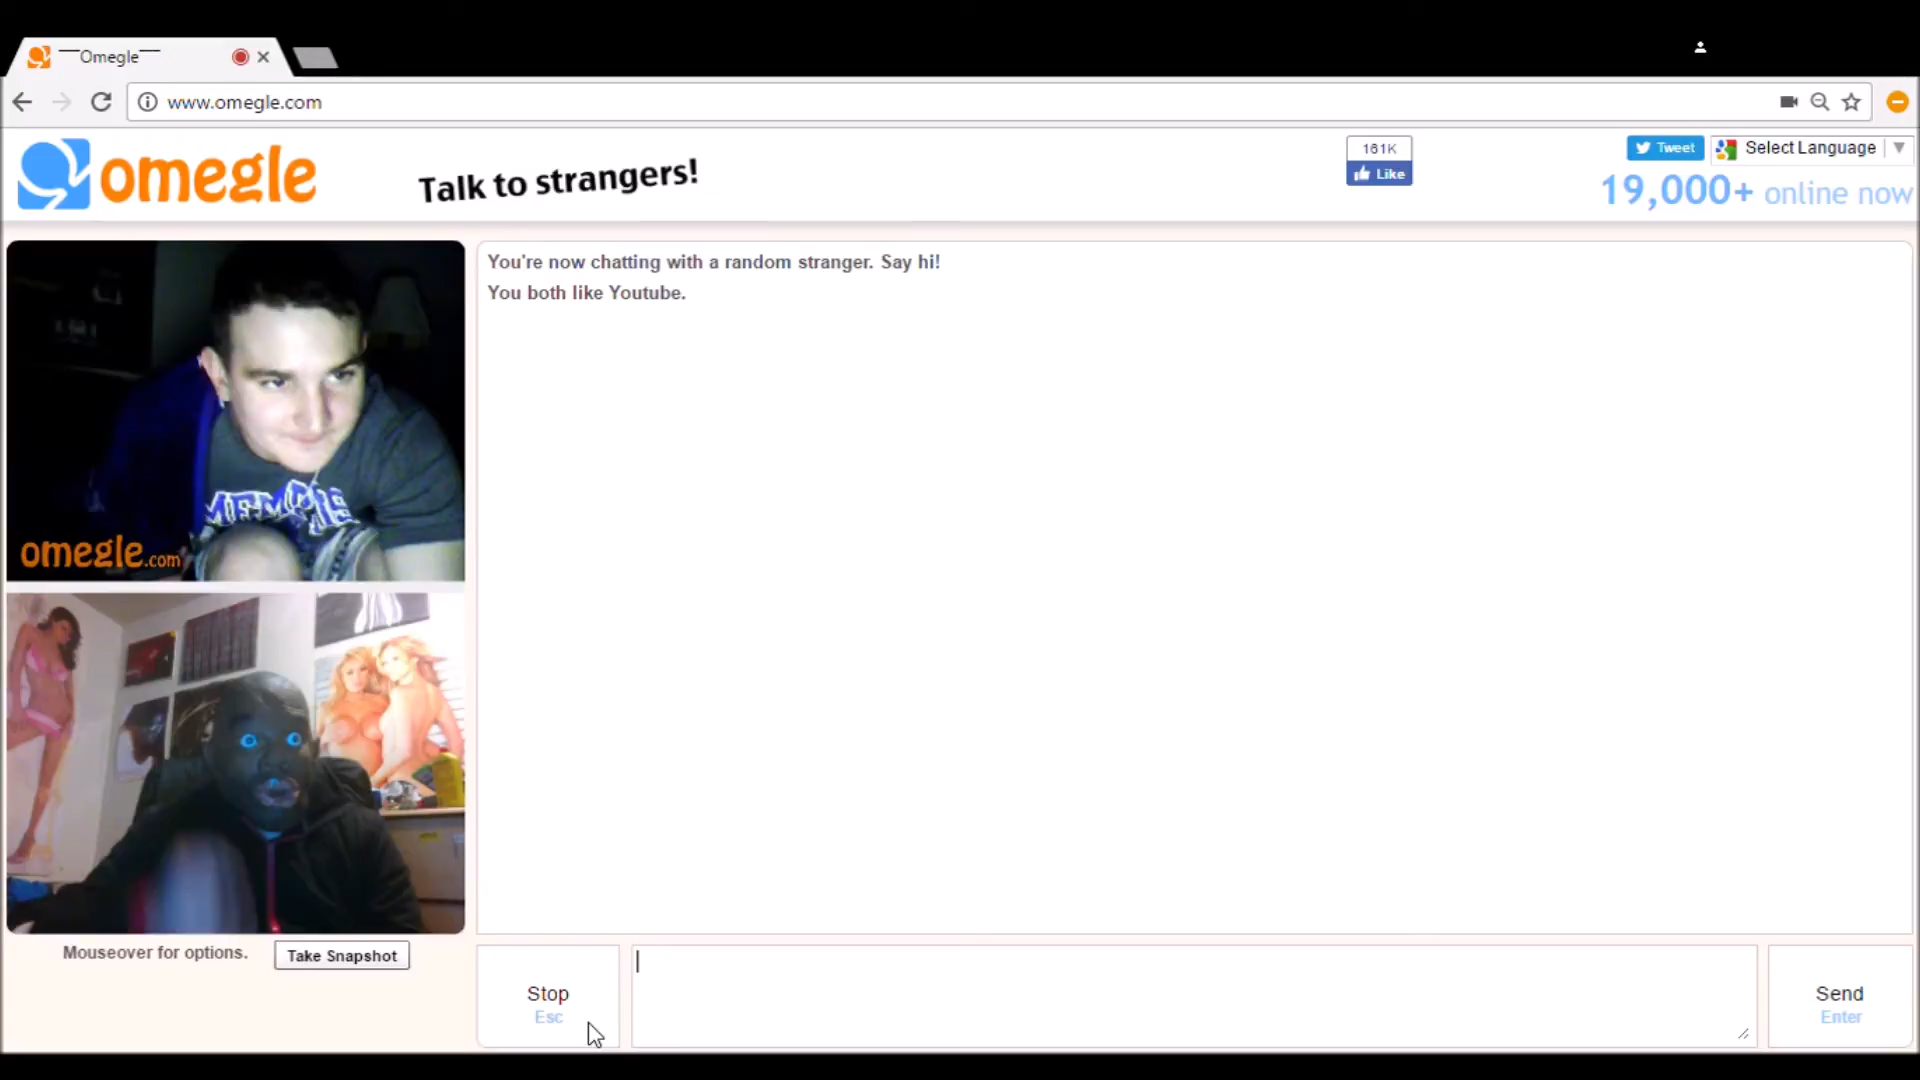 Omegle
www.omegle.com
omegle
Talk to strangers!
161K
Like
Tweet
Select Language
19,000+ online now
You're now chatting with a random stranger. Say hi!
You both like Youtube.
MEMPHIS
omegle.com
Mouseover for options.
Take Snapshot
Stop
Esc
Send
Enter